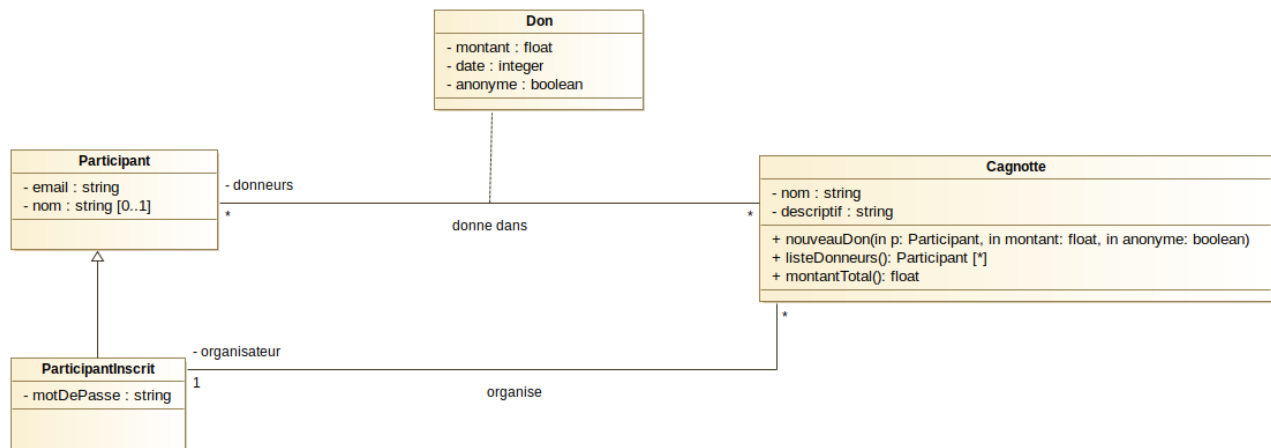 Don
- montant : float
- date : integer
- anonyme : boolean
Participant
- email : string
- nom : string [0..1]
- donneurs
*
donne dans
*
Cagnotte
- nom : string
- descriptif : string
+ nouveauDon(in p: Participant, in montant: float, in anonyme: boolean)
+ listeDonneurs(): Participant [*]
+ montantTotal(): float
*
ParticipantInscrit
- motDePasse : string
- organisateur
1
organise